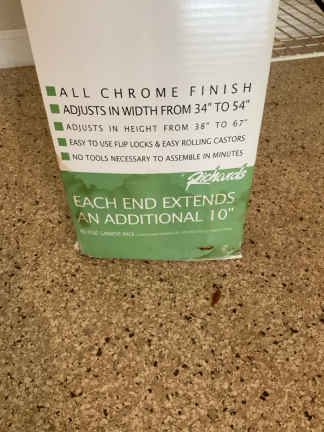 ALL CHROME FINISH
ADJUSTS IN WIDTH FROM 34" TO 54"
ADJUSTS IN HEIGHT FROM 38" TO 67"
EASY TO USE FLIP LOCKS & EASY ROLLING CASTORS
NO TOOLS NECESSARY TO ASSEMBLE IN MINUTES
Richards
EACH END EXTENDS
AN ADDITIONAL 10"
GARMENT RACK